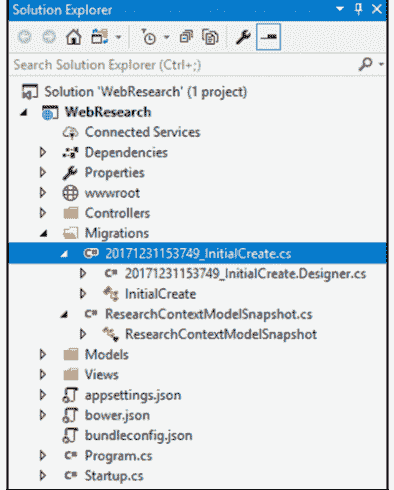 Solution Explorer
Search Solution Explorer (Ctrl+;)
Solution 'WebResearch' (1 project)
WebResearch
Connected Services
Dependencies
Properties
wwwroot
Controllers
Migrations
C# 20171231153749_InitialCreate.cs
C# 20171231153749_InitialCreate.Designer.cs
InitialCreate
C# ResearchContextModelSnapshot.cs
ResearchContextModelSnapshot
Models
Views
appsettings.json
bower.json
bundleconfig.json
C# Program.cs
C# Startup.cs